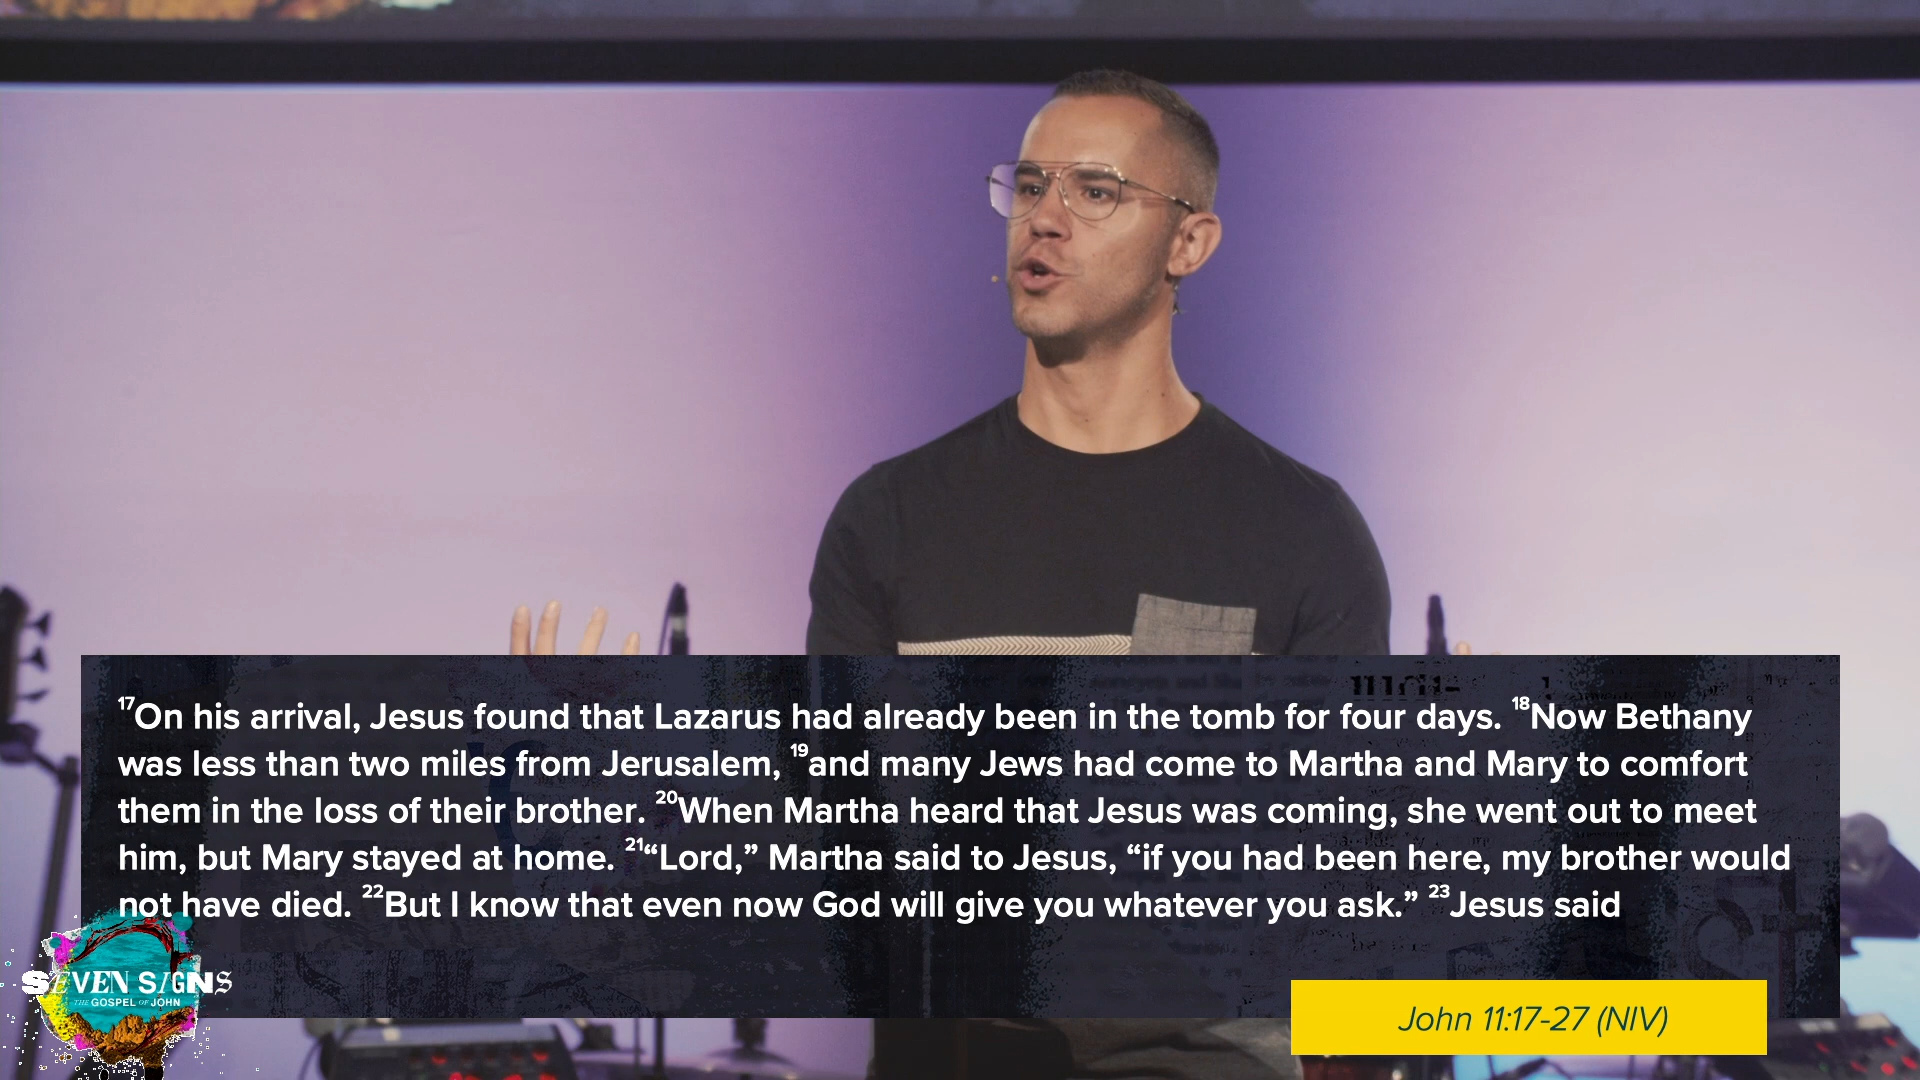 ¹⁷On his arrival, Jesus found that Lazarus had already been in the tomb for four days. ¹⁸Now Bethany
was less than two miles from Jerusalem, ¹⁹and many Jews had come to Martha and Mary to comfort
them in the loss of their brother. ²⁰When Martha heard that Jesus was coming, she went out to meet
him, but Mary stayed at home. ²¹“Lord,” Martha said to Jesus, “if you had been here, my brother would
not have died. ²²But I know that even now God will give you whatever you ask.” ²³Jesus said
SEVEN SIGNS
THE GOSPEL OF JOHN
John 11:17-27 (NIV)